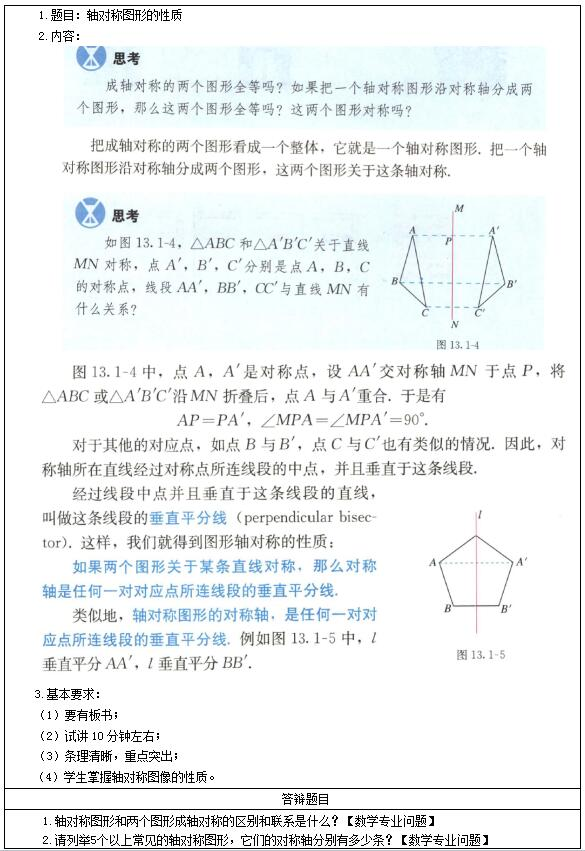 1.题目：轴对称图形的性质
2.内容：
思考
成轴对称的两个图形全等吗？如果把一个轴对称图形沿对称轴分成两
个图形，那么这两个图形全等吗？这两个图形对称吗？
把成轴对称的两个图形看成一个整体，它就是一个轴对称图形．把一个轴
对称图形沿对称轴分成两个图形，这两个图形关于这条轴对称．
思考
如图 13.1-4，△ABC 和△A′B′C′关于直线
MN 对称，点 A′，B′，C′分别是点 A，B，C
的对称点，线段 AA′，BB′，CC′与直线 MN 有
什么关系？
M
A
P
A′
B
B′
C
C′
N
图 13.1-4
图 13.1-4 中，点 A，A′是对称点，设 AA′交对称轴 MN 于点 P，将
△ABC 或△A′B′C′沿 MN 折叠后，点 A 与 A′重合．于是有
AP=PA′，∠MPA=∠MPA′=90°．
对于其他的对应点，如点 B 与 B′，点 C 与 C′也有类似的情况．因此，对
称轴所在直线经过对称点所连线段的中点，并且垂直于这条线段．
经过线段中点并且垂直于这条线段的直线，
叫做这条线段的垂直平分线（perpendicular bisec-
tor）．这样，我们就得到图形轴对称的性质：
如果两个图形关于某条直线对称，那么对称
轴是任何一对对应点所连线段的垂直平分线．
类似地，轴对称图形的对称轴，是任何一对对
应点所连线段的垂直平分线．例如图 13.1-5 中，l
垂直平分 AA′，l 垂直平分 BB′．
l
A
A′
B
B′
图 13.1-5
3.基本要求：
（1）要有板书；
（2）试讲10分钟左右；
（3）条理清晰，重点突出；
（4）学生掌握轴对称图像的性质。
答辩题目
1.轴对称图形和两个图形成轴对称的区别和联系是什么？【数学专业问题】
2.请列举5个以上常见的轴对称图形，它们的对称轴分别有多少条？【数学专业问题】